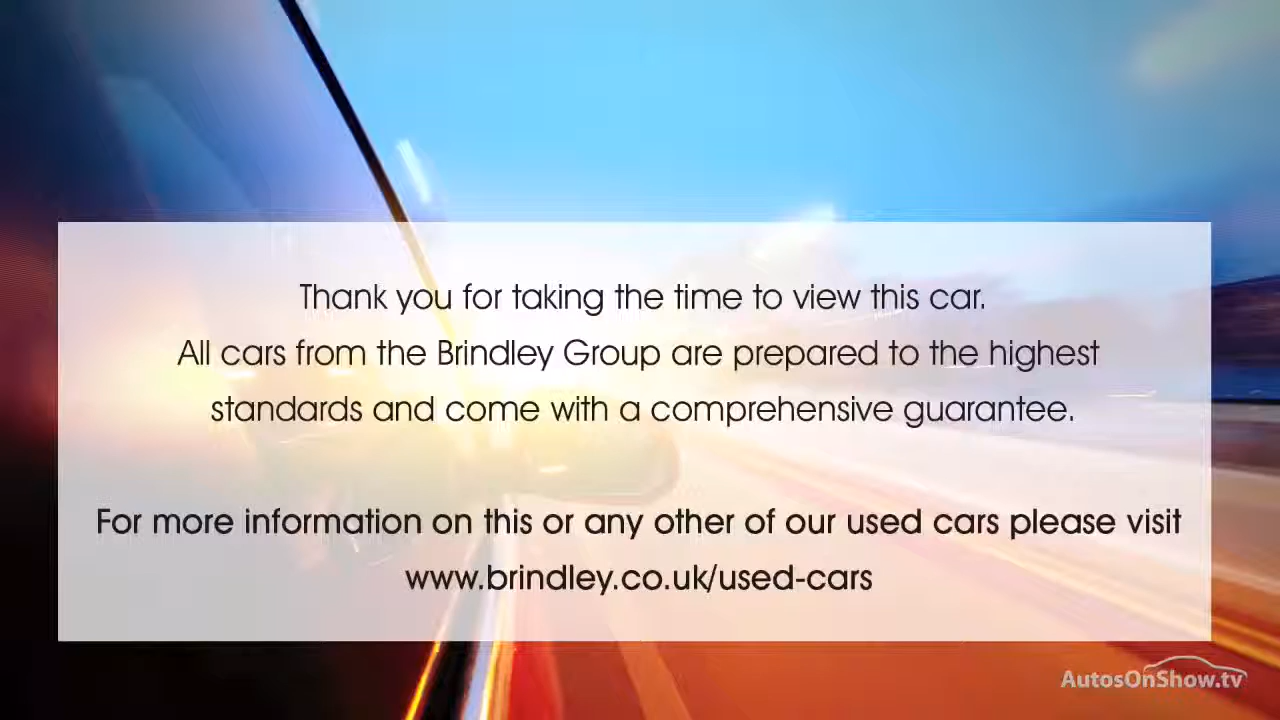 Thank you for taking the time to view this car.
All cars from the Brindley Group are prepared to the highest
standards and come with a comprehensive guarantee.
For more information on this or any other of our used cars please visit
www.brindley.co.uk/used-cars
AutosOnShow.tv